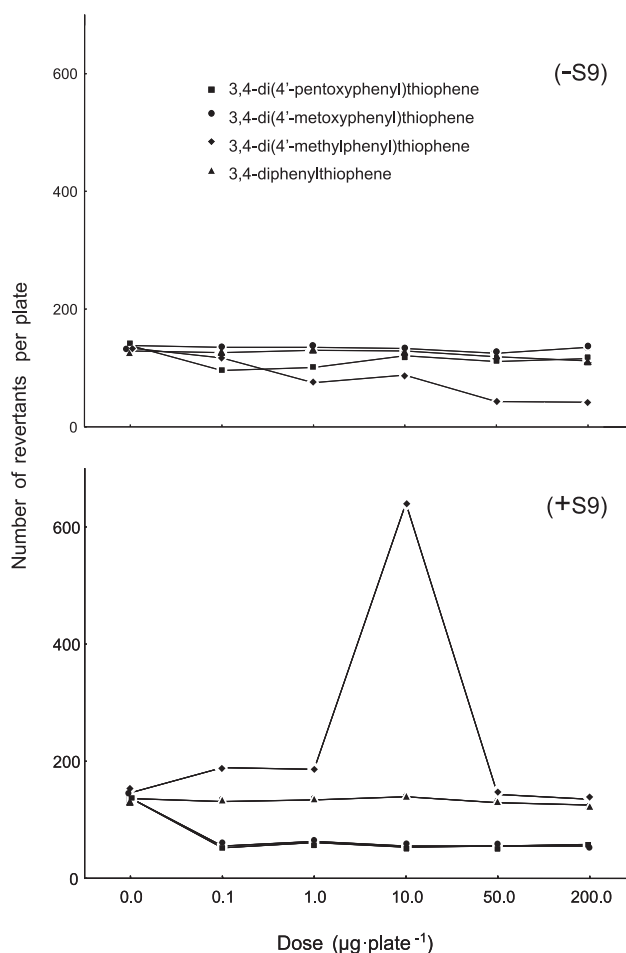 (-S9)
600
3,4-di(4'-pentoxyphenyl)thiophene
3,4-di(4'-metoxyphenyl)thiophene
3,4-di(4'-methylphenyl)thiophene
3,4-diphenylthiophene
400
200
0
Number of revertants per plate
(+S9)
600
400
200
0
0.0 0.1 1.0 10.0 50.0 200.0
Dose (µg·plate⁻¹)